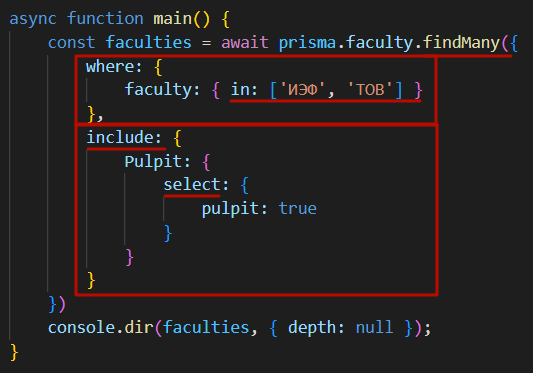 async function main() {
    const faculties = await prisma.faculty.findMany({
        where: {
            faculty: { in: ['ИЭФ', 'ТОВ'] }
        },
        include: {
            Pulpit: {
                select: {
                    pulpit: true
                }
            }
        }
    })
    console.dir(faculties, { depth: null });
}